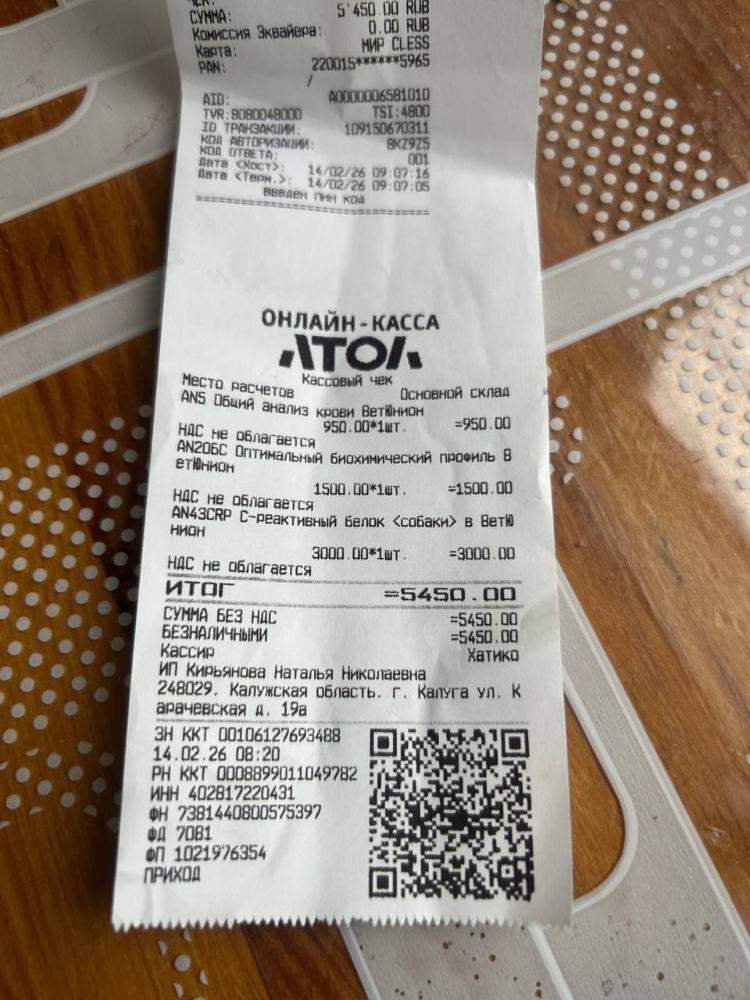 ЧЕК:
СУММА: 5'450.00 RUB
Комиссия Эквайера: 0.00 RUB
Карта: МИР CLESS
PAN: 220015******5965
/
AID: A0000006581010
TVR:8080048000 TSI:4800
ID ТРАНЗАКЦИИ: 109150670311
КОД АВТОРИЗАЦИИ: 8KZ9Z5
КОД ОТВЕТА: 001
Дата <Хост>: 14/02/26 09:07:16
Дата <Терм.>: 14/02/26 09:07:05
ВВЕДЕН ПИН КОД
ОНЛАЙН-КАССА
АТОЛ
Кассовый чек
Место расчетов Основной склад
AN5 Общий анализ крови ВетЮнион
950.00*1шт. =950.00
НДС не облагается
AN20БС Оптимальный биохимический профиль В
етЮнион
1500.00*1шт. =1500.00
НДС не облагается
AN43CRP С-реактивный белок <собаки> в ВетЮ
нион
3000.00*1шт. =3000.00
НДС не облагается
ИТОГ =5450.00
СУММА БЕЗ НДС =5450.00
БЕЗНАЛИЧНЫМИ =5450.00
Кассир Хатико
ИП Кирьянова Наталья Николаевна
248029, Калужская область, г. Калуга ул. К
арачевская д. 19а
ЗН ККТ 00106127693488
14.02.26 08:20
РН ККТ 0008899011049782
ИНН 402817220431
ФН 7381440800575397
ФД 7081
ФП 1021976354
ПРИХОД